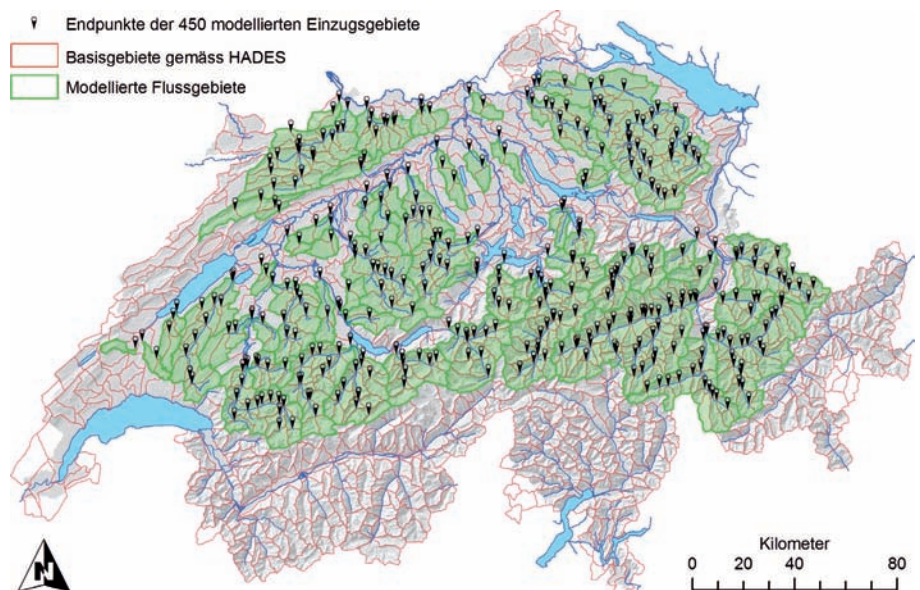 Endpunkte der 450 modellierten Einzugsgebiete
Basisgebiete gemäss HADES
Modellierte Flussgebiete
N
Kilometer
0 20 40 80